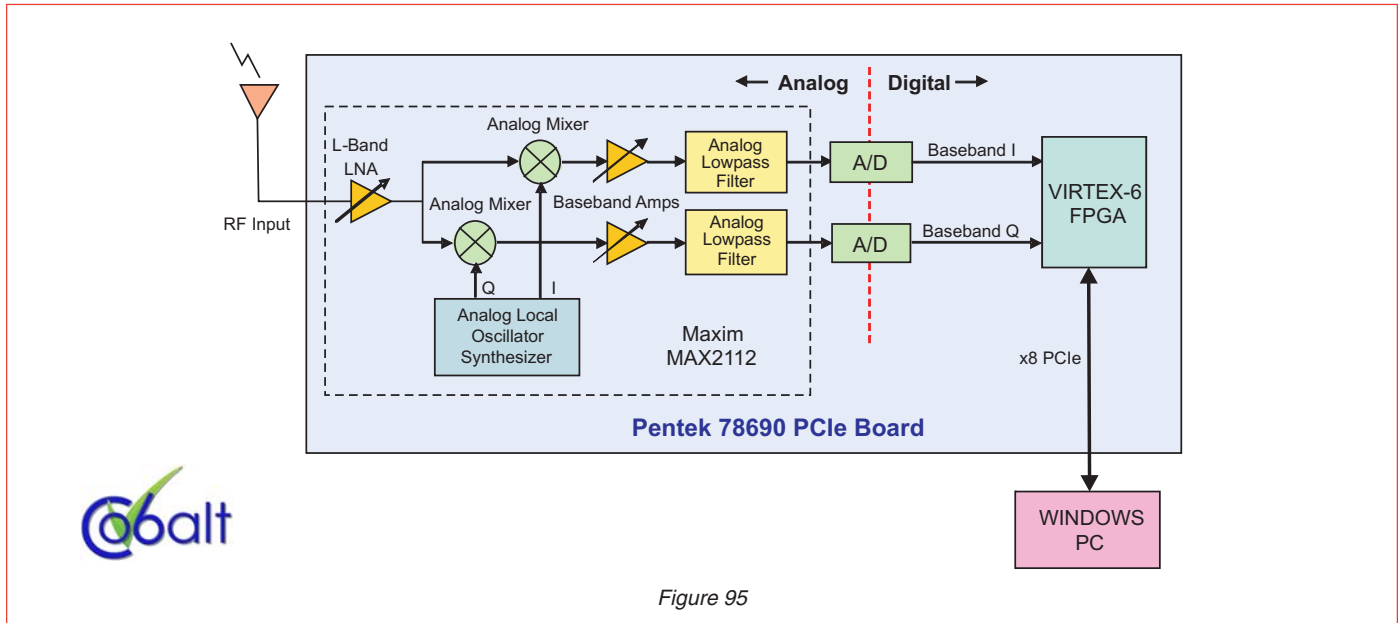 ← Analog
Digital →
L-Band
LNA
RF Input
Analog Mixer
Analog Mixer
Baseband Amps
Analog
Lowpass
Filter
Analog
Lowpass
Filter
A/D
A/D
Baseband I
Baseband Q
VIRTEX-6
FPGA
Q
I
Analog Local
Oscillator
Synthesizer
Maxim
MAX2112
x8 PCIe
Pentek 78690 PCIe Board
WINDOWS
PC
Cobalt
Figure 95